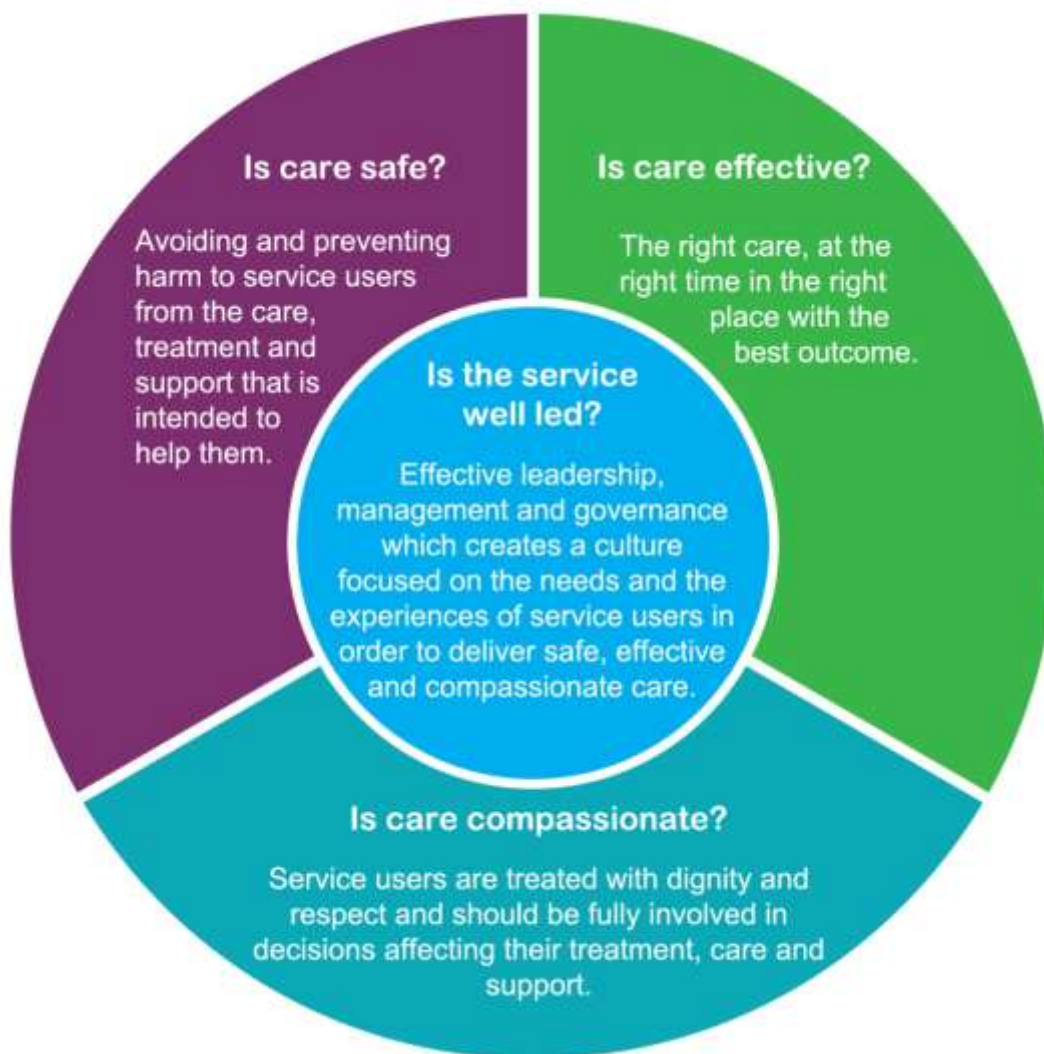 Is care safe?
Avoiding and preventing
harm to service users
from the care,
treatment and
support that is
intended to
help them.
Is care effective?
The right care, at the
right time in the right
place with the
best outcome.
Is the service
well led?
Effective leadership,
management and governance
which creates a culture
focused on the needs and the
experiences of service users in
order to deliver safe, effective
and compassionate care.
Is care compassionate?
Service users are treated with dignity and
respect and should be fully involved in
decisions affecting their treatment, care and
support.